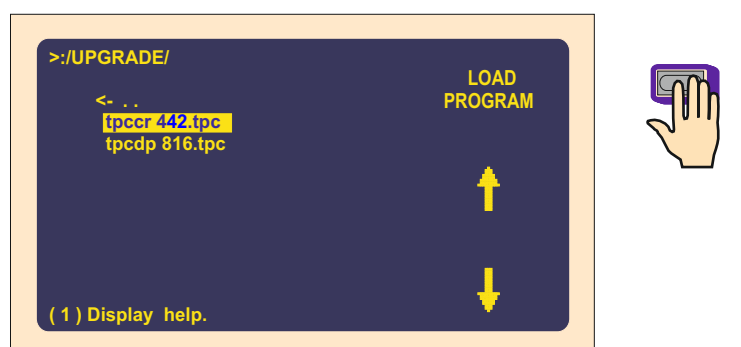 >:/UPGRADE/
LOAD
PROGRAM
<- . .
tpccr 442.tpc
tpcdp 816.tpc
( 1 ) Display help.